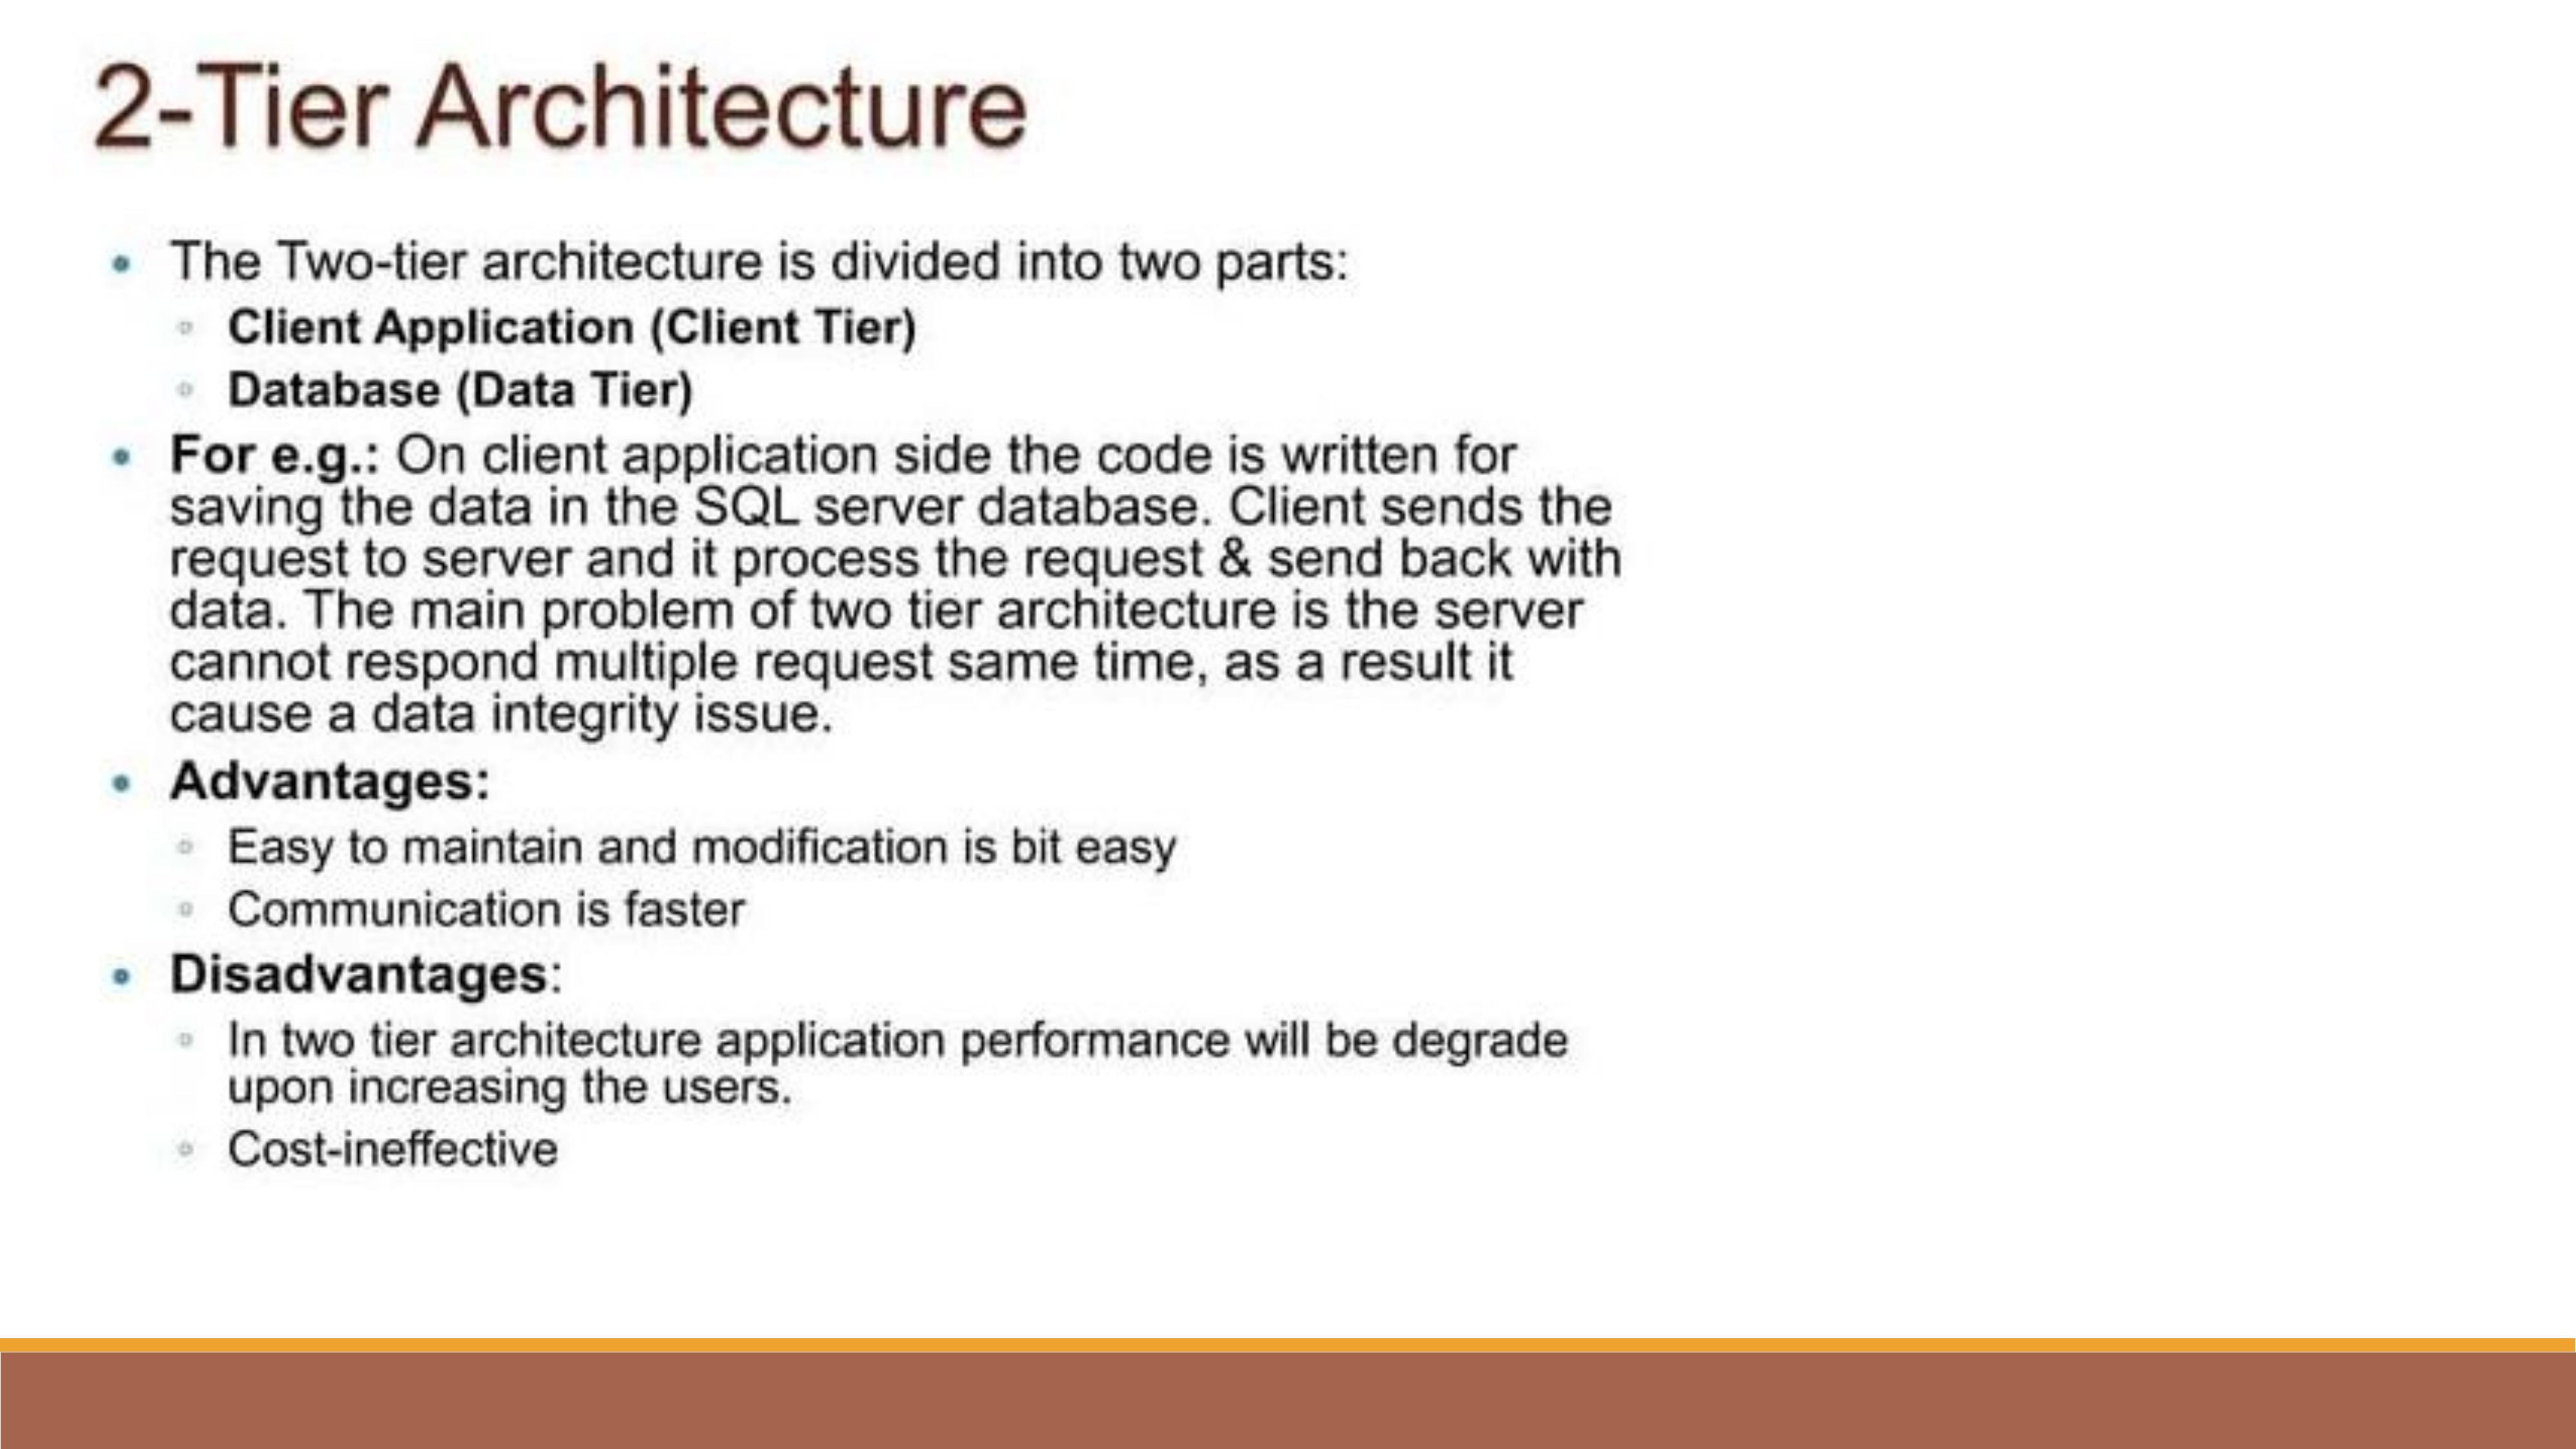 2-Tier Architecture
• The Two-tier architecture is divided into two parts:
◦ Client Application (Client Tier)
◦ Database (Data Tier)
• For e.g.: On client application side the code is written for
saving the data in the SQL server database. Client sends the
request to server and it process the request & send back with
data. The main problem of two tier architecture is the server
cannot respond multiple request same time, as a result it
cause a data integrity issue.
• Advantages:
◦ Easy to maintain and modification is bit easy
◦ Communication is faster
• Disadvantages:
◦ In two tier architecture application performance will be degrade
upon increasing the users.
◦ Cost-ineffective